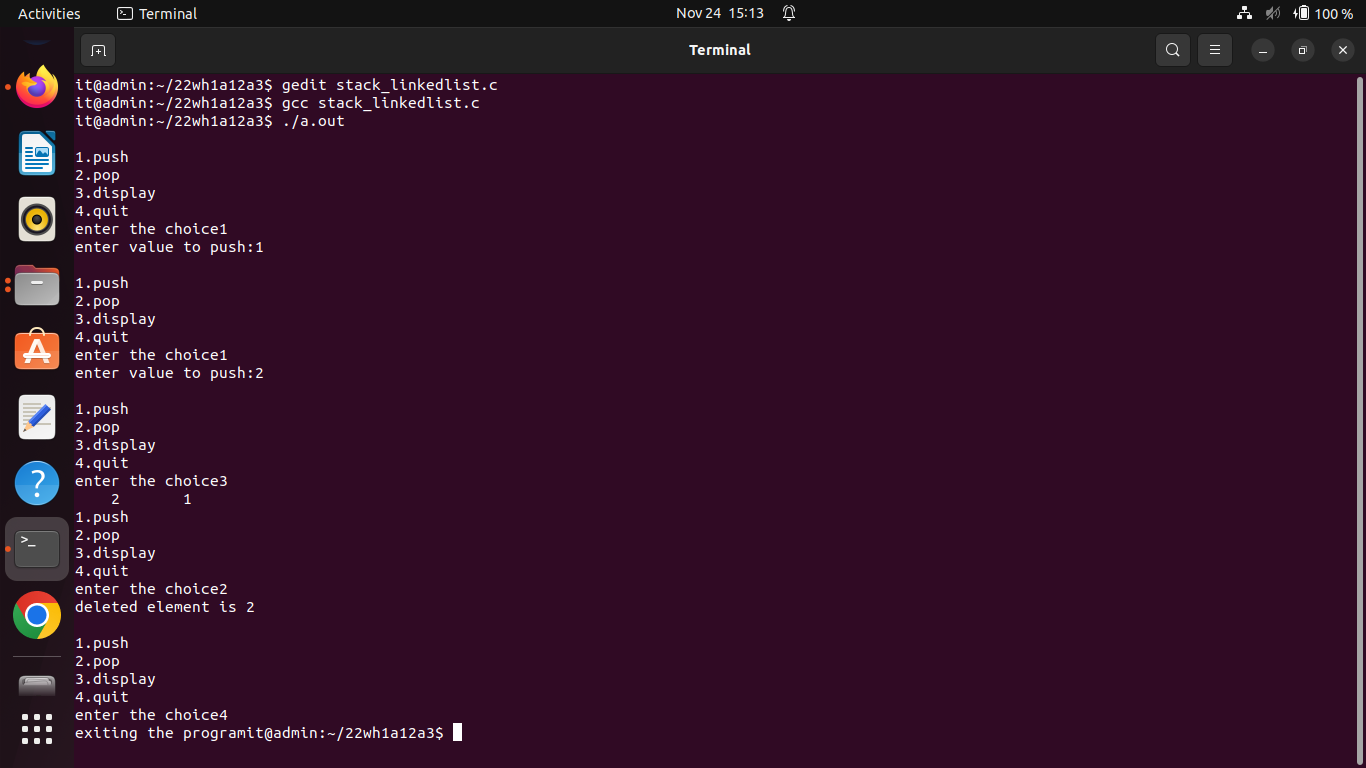 Activities Terminal Nov 24 15:13 100 %
Terminal
it@admin:~/22wh1a12a3$ gedit stack_linkedlist.c
it@admin:~/22wh1a12a3$ gcc stack_linkedlist.c
it@admin:~/22wh1a12a3$ ./a.out
1.push
2.pop
3.display
4.quit
enter the choice1
enter value to push:1
1.push
2.pop
3.display
4.quit
enter the choice1
enter value to push:2
1.push
2.pop
3.display
4.quit
enter the choice3
2 1
1.push
2.pop
3.display
4.quit
enter the choice2
deleted element is 2
1.push
2.pop
3.display
4.quit
enter the choice4
exiting the programit@admin:~/22wh1a12a3$